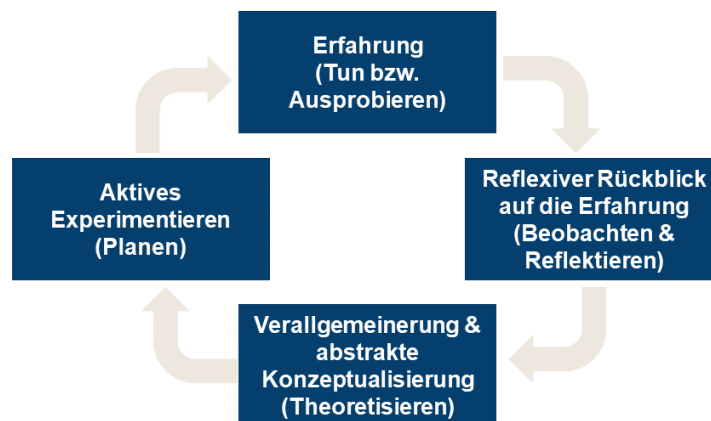 Erfahrung
(Tun bzw.
Ausprobieren)
Reflexiver Rückblick
auf die Erfahrung
(Beobachten &
Reflektieren)
Verallgemeinerung &
abstrakte
Konzeptualisierung
(Theoretisieren)
Aktives
Experimentieren
(Planen)